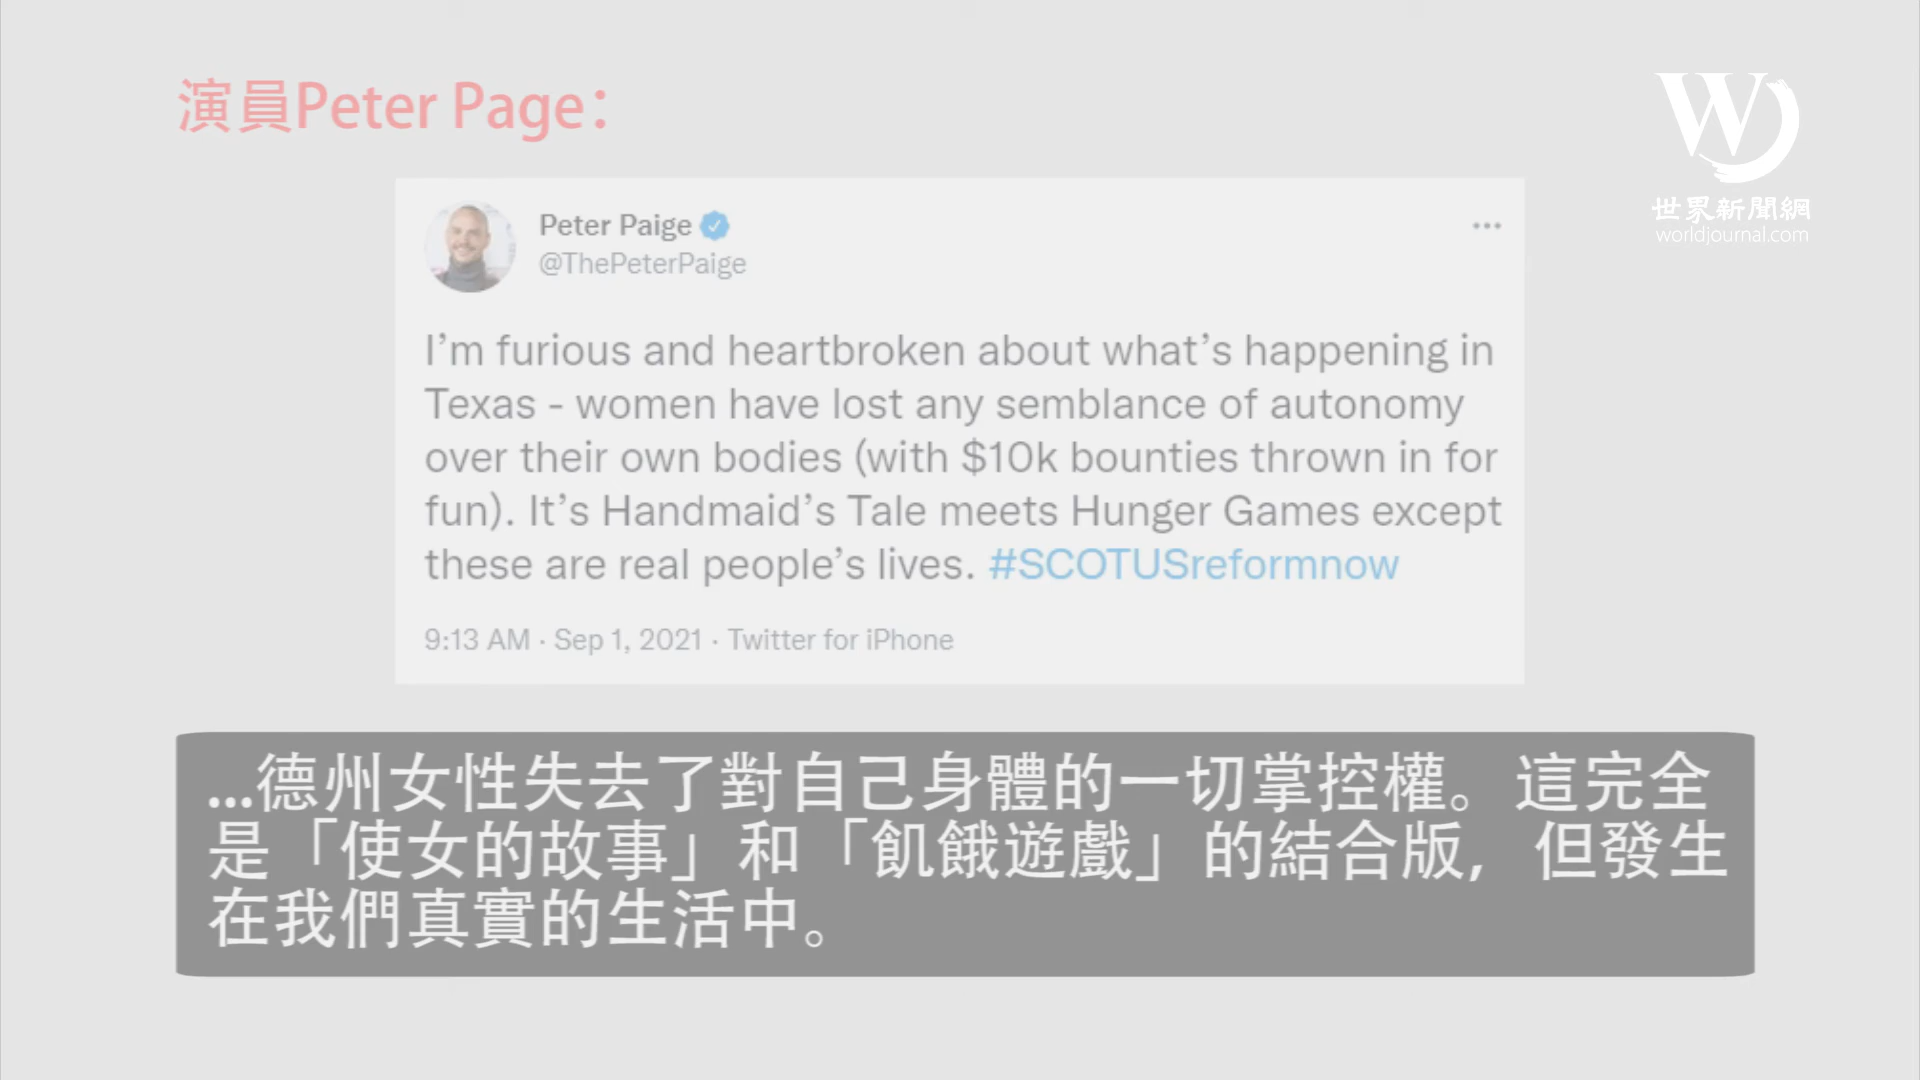 演員Peter Page：
世界新聞網
worldjournal.com
Peter Paige
@ThePeterPaige
I’m furious and heartbroken about what’s happening in
Texas - women have lost any semblance of autonomy
over their own bodies (with $10k bounties thrown in for
fun). It’s Handmaid’s Tale meets Hunger Games except
these are real people’s lives. #SCOTUSreformnow
9:13 AM · Sep 1, 2021 · Twitter for iPhone
...德州女性失去了對自己身體的一切掌控權。這完全
是「使女的故事」和「飢餓遊戲」的結合版，但發生
在我們真實的生活中。